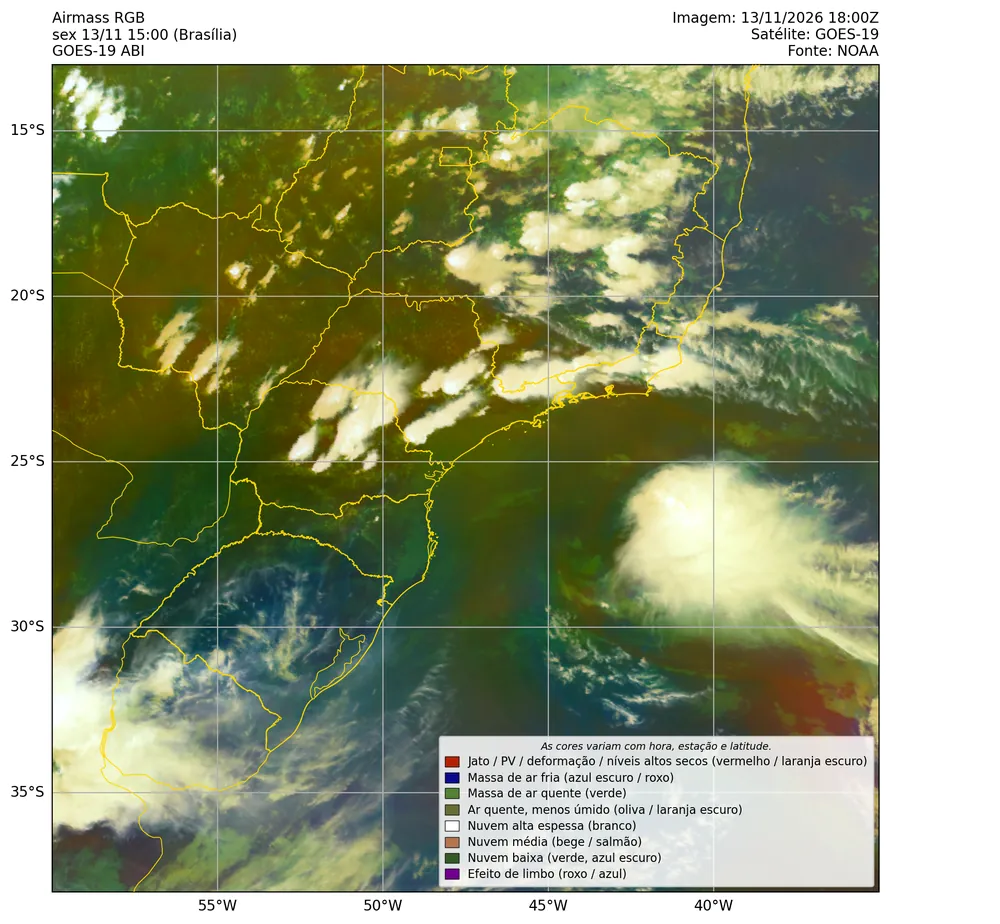 Airmass RGB
sex 13/11 15:00 (Brasília)
GOES-19 ABI
Imagem: 13/11/2026 18:00Z
Satélite: GOES-19
Fonte: NOAA
15°S
20°S
25°S
30°S
35°S
As cores variam com hora, estação e latitude.
Jato / PV / deformação / níveis altos secos (vermelho / laranja escuro)
Massa de ar fria (azul escuro / roxo)
Massa de ar quente (verde)
Ar quente, menos úmido (oliva / laranja escuro)
Nuvem alta espessa (branco)
Nuvem média (bege / salmão)
Nuvem baixa (verde, azul escuro)
Efeito de limbo (roxo / azul)
55°W
50°W
45°W
40°W